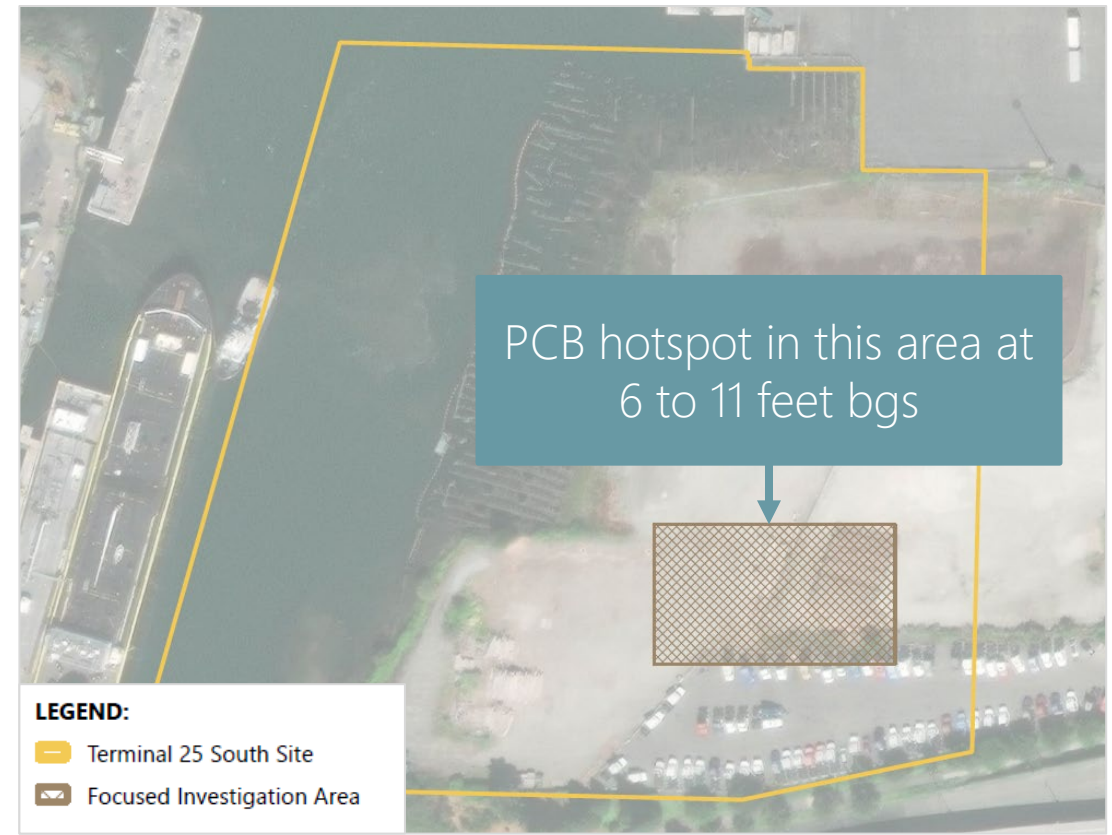 PCB hotspot in this area at
6 to 11 feet bgs
LEGEND:
Terminal 25 South Site
Focused Investigation Area